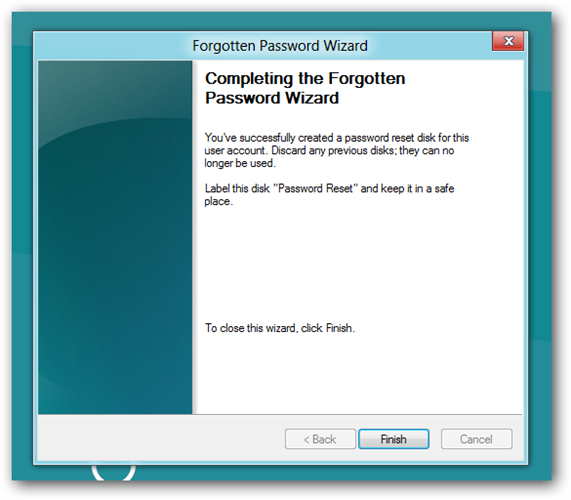 Forgotten Password Wizard
Completing the Forgotten
Password Wizard
You've successfully created a password reset disk for this
user account. Discard any previous disks; they can no
longer be used.
Label this disk "Password Reset" and keep it in a safe
place.
To close this wizard, click Finish.
< Back
Finish
Cancel